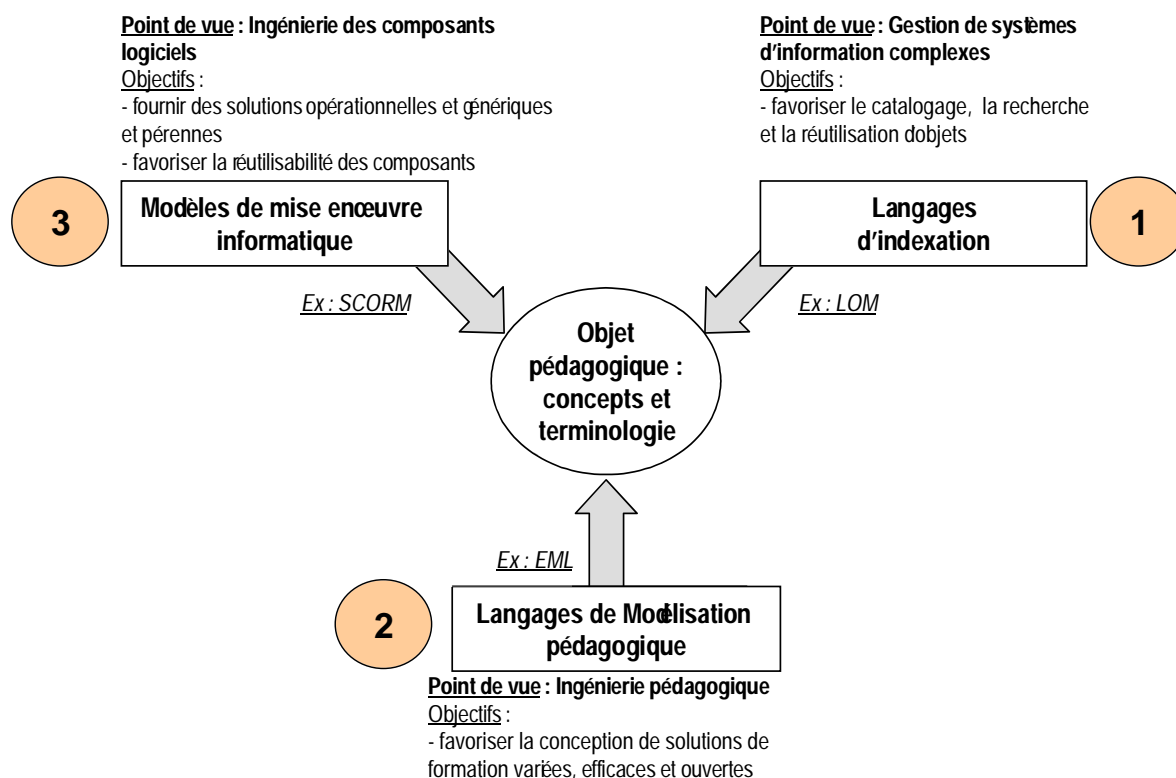 Point de vue : Ingénierie des composants
logiciels
Objectifs :
- fournir des solutions opérationnelles et génériques
et pérennes
- favoriser la réutilisabilité des composants
3
Modèles de mise enœuvre
informatique
Ex : SCORM
Point de vue : Gestion de systèmes
d’information complexes
Objectifs :
- favoriser le catalogage, la recherche
et la réutilisation dobjets
Langages
d’indexation
1
Ex : LOM
Objet
pédagogique :
concepts et
terminologie
Ex : EML
2
Langages de Modélisation
pédagogique
Point de vue : Ingénierie pédagogique
Objectifs :
- favoriser la conception de solutions de
formation variées, efficaces et ouvertes